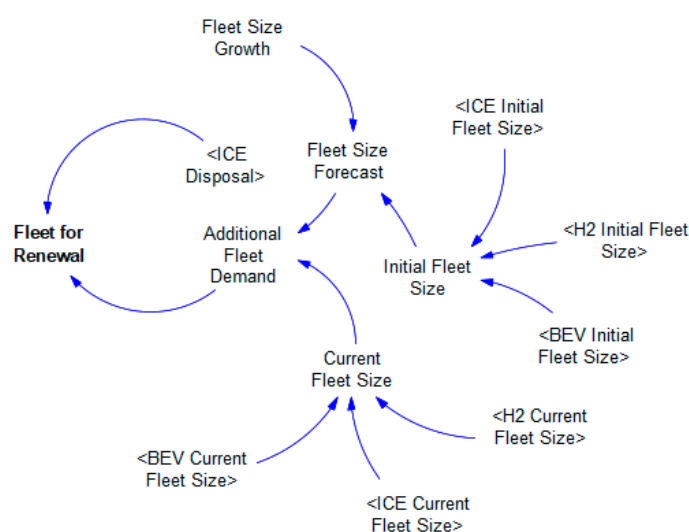 Fleet Size
Growth
<ICE Initial
Fleet Size>
Fleet Size
Forecast
<ICE
Disposal>
Fleet for
Renewal
Additional
Fleet
Demand
<H2 Initial Fleet
Size>
Initial Fleet
Size
<BEV Initial
Fleet Size>
Current
Fleet Size
<H2 Current
Fleet Size>
<BEV Current
Fleet Size>
<ICE Current
Fleet Size>